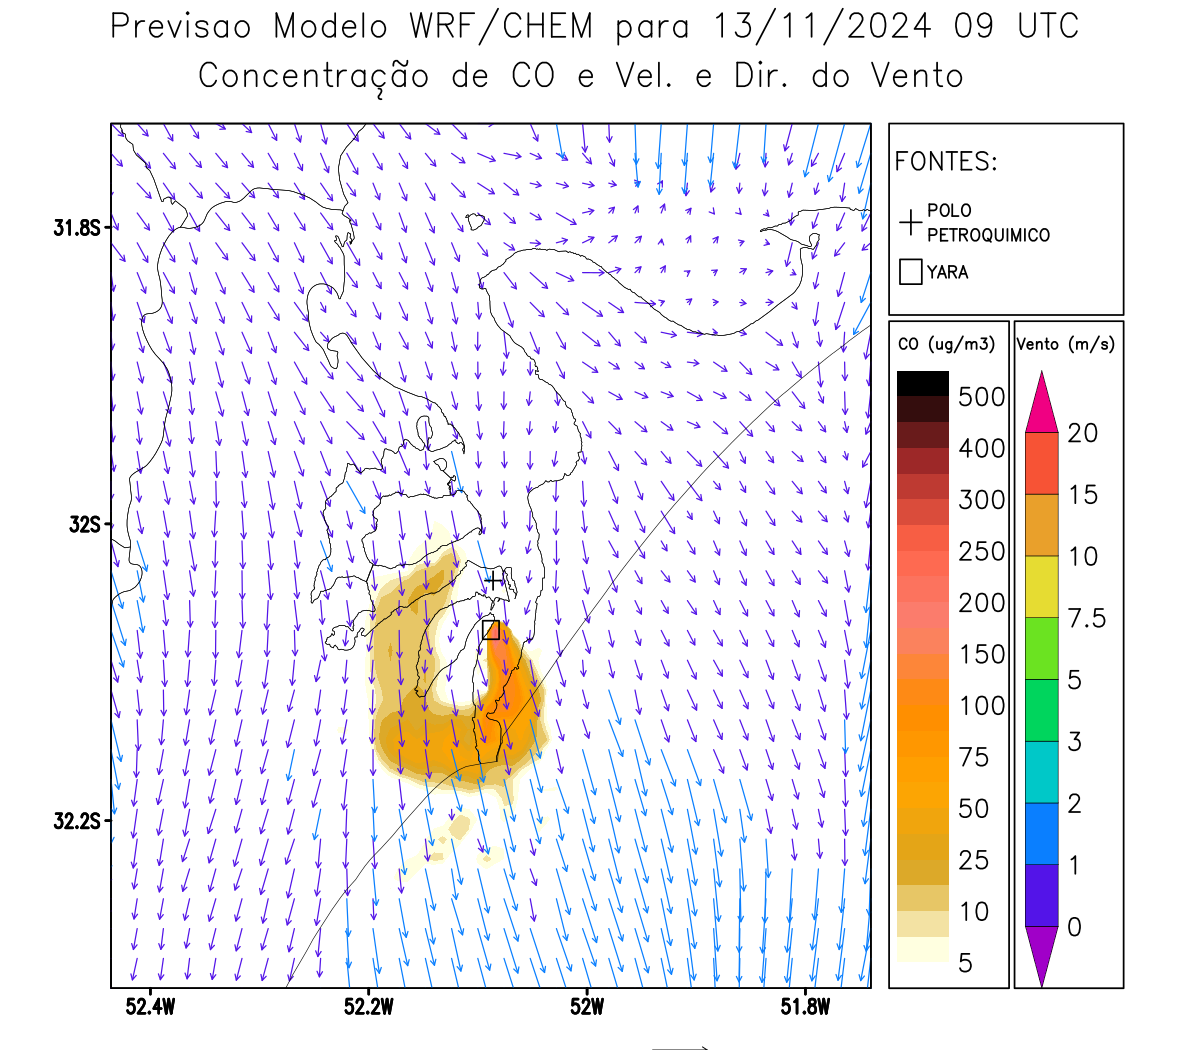 Previsao Modelo WRF/CHEM para 13/11/2024 09 UTC
Concentração de CO e Vel. e Dir. do Vento
FONTES:
POLO
PETROQUIMICO
YARA
CO (ug/m3)
500
400
300
250
200
150
100
75
50
25
10
5
Vento (m/s)
20
15
10
7.5
5
3
2
1
0
31.8S
32S
32.2S
52.4W
52.2W
52W
51.8W